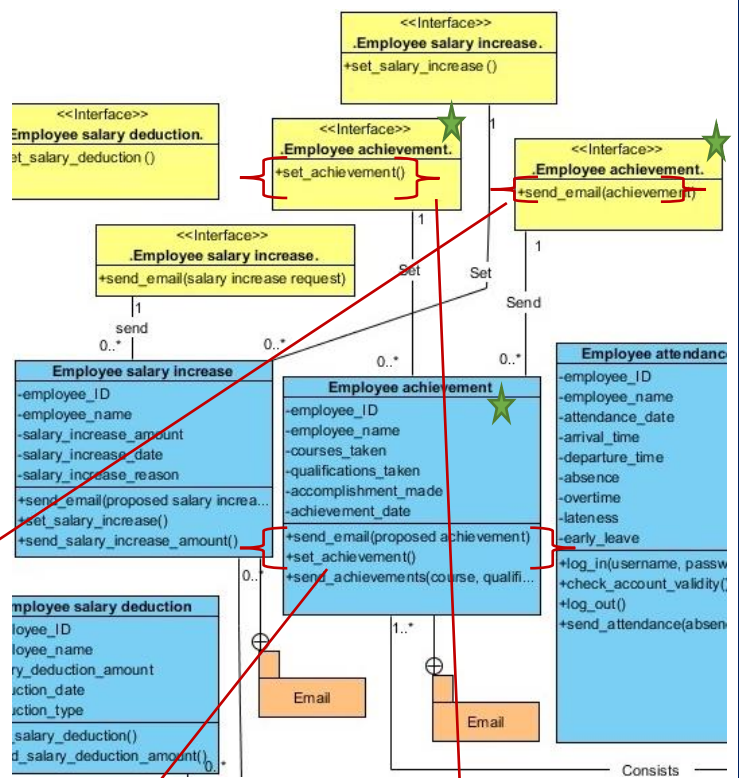 <<Interface>>
.Employee salary increase.
+set_salary_increase ()
<<Interface>>
Employee salary deduction.
et_salary_deduction ()
<<Interface>>
.Employee achievement.
+set_achievement()
<<Interface>>
.Employee achievement.
+send_email(achievement)
<<Interface>>
.Employee salary increase.
+send_email(salary increase request)
1
1
1
1
Set
Set
Send
send
0..*
0..*
0..*
0..*
Employee salary increase
-employee_ID
-employee_name
-salary_increase_amount
-salary_increase_date
-salary_increase_reason
+send_email(proposed salary increa...
+set_salary_increase()
+send_salary_increase_amount()
Employee achievement
-employee_ID
-employee_name
-courses_taken
-qualifications_taken
-accomplishment_made
-achievement_date
+send_email(proposed achievement)
+set_achievement()
+send_achievements(course, qualifi...
Employee attendanc
-employee_ID
-employee_name
-attendance_date
-arrival_time
-departure_time
-absence
-overtime
-lateness
-early_leave
+log_in(username, passw
+check_account_validity()
+log_out()
+send_attendance(absen
0..*
1..*
mployee salary deduction
loyee_ID
loyee_name
ry_deduction_amount
uction_date
uction_type
_salary_deduction()
d_salary_deduction_amount()
0..*
Email
Email
Consists